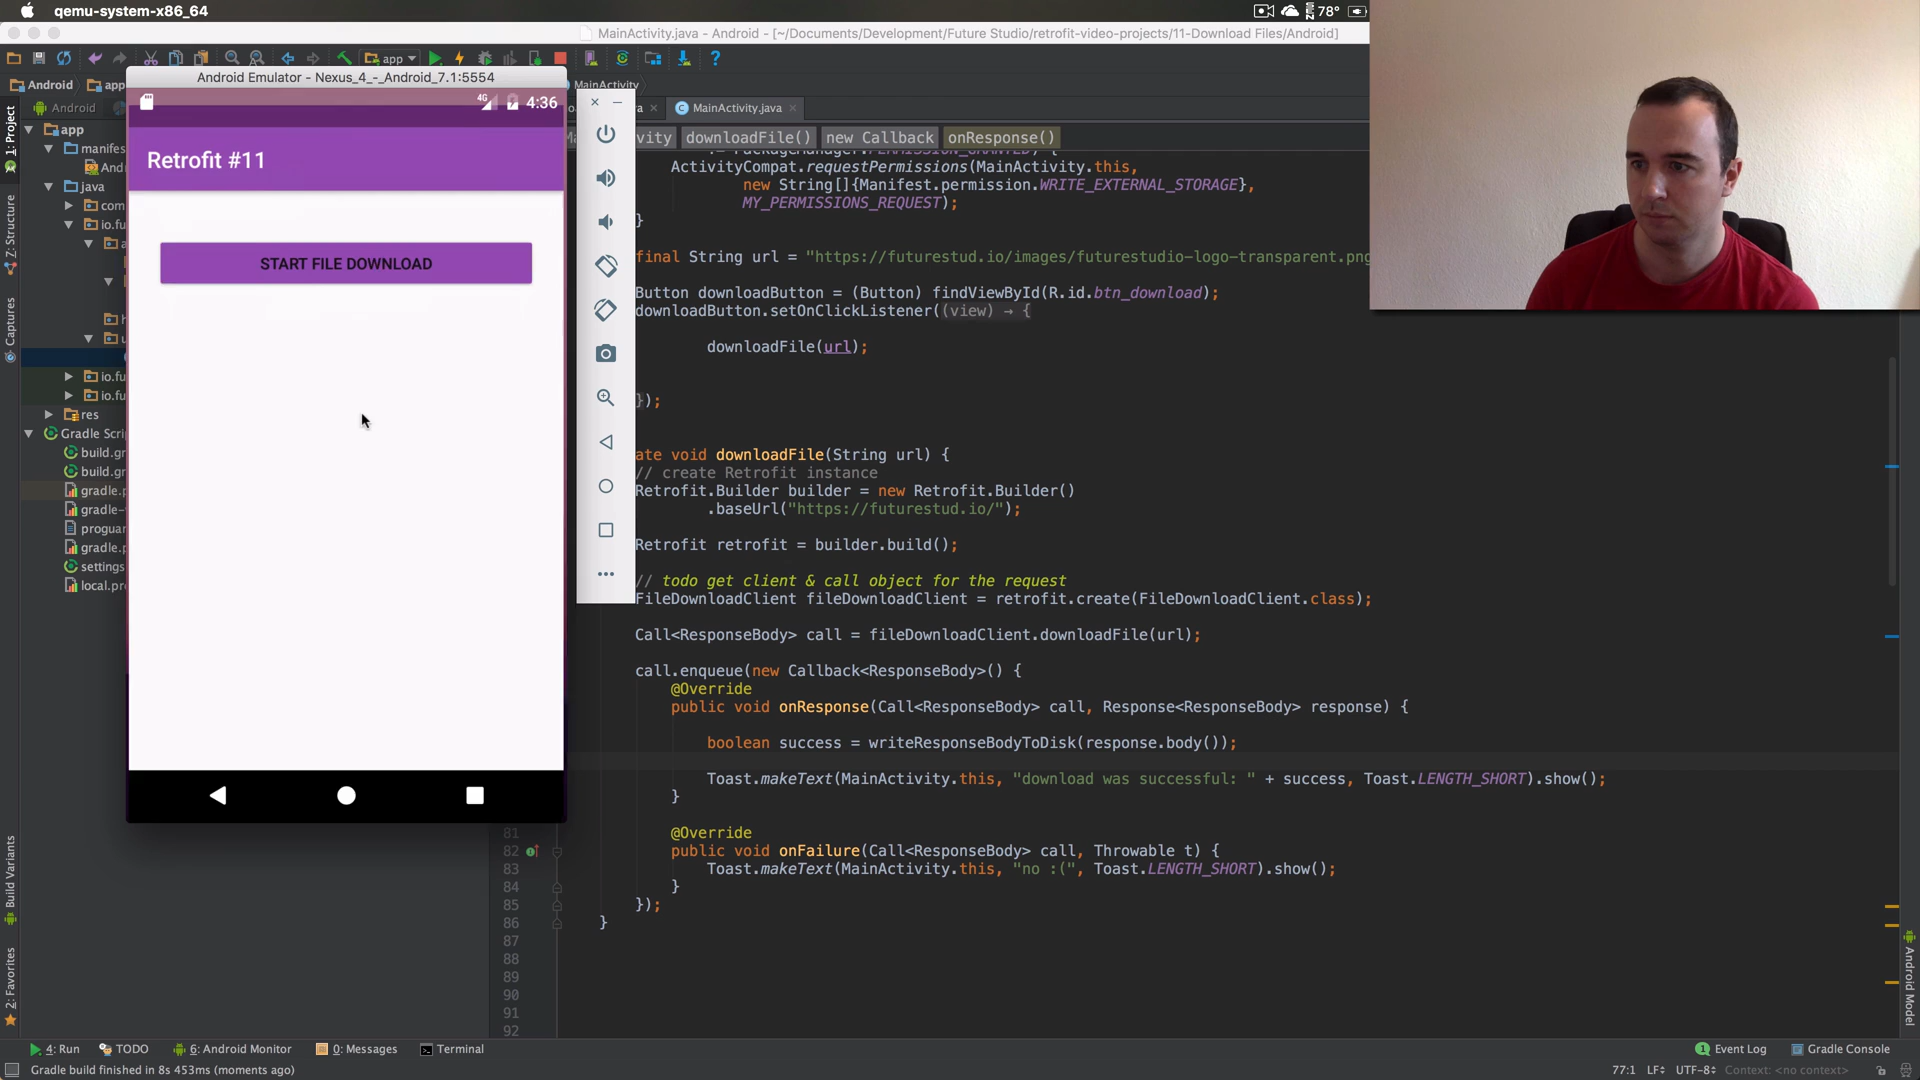 qemu-system-x86_64
78°
MainActivity.java - Android - [~/Documents/Development/Future Studio/retrofit-video-projects/11-Download Files/Android]
app
Android
app
MainActivity
Android Emulator - Nexus_4_-_Android_7.1:5554
Android
MainActivity.java
4G
4:36
Retrofit #11
START FILE DOWNLOAD
1: Project
Z: Structure
Captures
Build Variants
2: Favorites
Android Model
app
manifes
And
java
com
io.fu
a
u
io.fu
io.fu
res
Gradle Scri
build.gr
build.gr
gradle.p
gradle-
proguar
gradle.p
settings
local.pro
vity
downloadFile()
new Callback
onResponse()
ActivityCompat.requestPermissions(MainActivity.this,
new String[]{Manifest.permission.WRITE_EXTERNAL_STORAGE},
MY_PERMISSIONS_REQUEST);
}
final String url = "https://futurestud.io/images/futurestudio-logo-transparent.png
Button downloadButton = (Button) findViewById(R.id.btn_download);
downloadButton.setOnClickListener((view) → {
downloadFile(url);
});
ate void downloadFile(String url) {
// create Retrofit instance
Retrofit.Builder builder = new Retrofit.Builder()
.baseUrl("https://futurestud.io/");
Retrofit retrofit = builder.build();
// todo get client & call object for the request
FileDownloadClient fileDownloadClient = retrofit.create(FileDownloadClient.class);
Call<ResponseBody> call = fileDownloadClient.downloadFile(url);
call.enqueue(new Callback<ResponseBody>() {
@Override
public void onResponse(Call<ResponseBody> call, Response<ResponseBody> response) {
boolean success = writeResponseBodyToDisk(response.body());
Toast.makeText(MainActivity.this, "download was successful: " + success, Toast.LENGTH_SHORT).show();
}
81 @Override
82 public void onFailure(Call<ResponseBody> call, Throwable t) {
83 Toast.makeText(MainActivity.this, "no :(", Toast.LENGTH_SHORT).show();
84 }
85 });
86 }
87
88
89
90
91
92
4: Run
TODO
6: Android Monitor
0: Messages
Terminal
1 Event Log
Gradle Console
Gradle build finished in 8s 453ms (moments ago)
77:1
LF
UTF-8
Context: <no context>